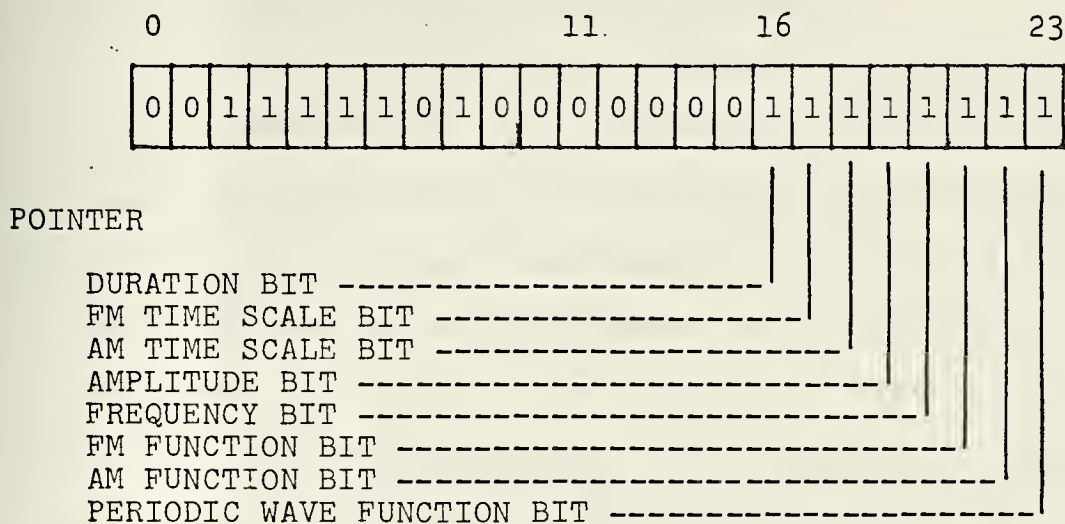 0 11. 16 23
0 0 1 1 1 1 1 0 1 0 0 0 0 0 0 0 1 1 1 1 1 1 1 1
POINTER
DURATION BIT
FM TIME SCALE BIT
AM TIME SCALE BIT
AMPLITUDE BIT
FREQUENCY BIT
FM FUNCTION BIT
AM FUNCTION BIT
PERIODIC WAVE FUNCTION BIT